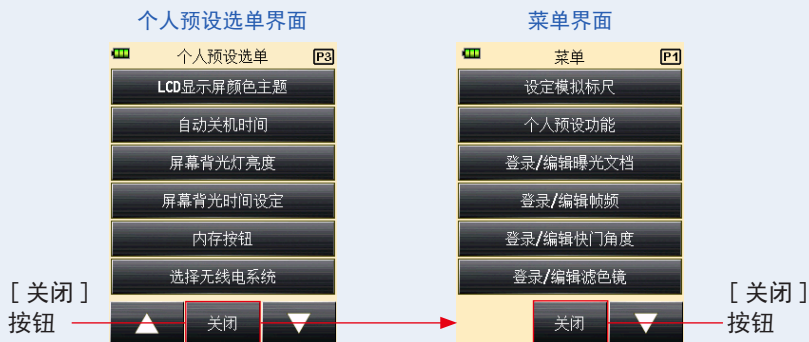 个人预设选单界面
个人预设选单 P3
LCD显示屏颜色主题
自动关机时间
屏幕背光灯亮度
屏幕背光时间设定
内存按钮
选择无线电系统
关闭
[ 关闭 ]
按钮
菜单界面
菜单 P1
设定模拟标尺
个人预设功能
登录/编辑曝光文档
登录/编辑帧频
登录/编辑快门角度
登录/编辑滤色镜
关闭
[ 关闭 ]
按钮